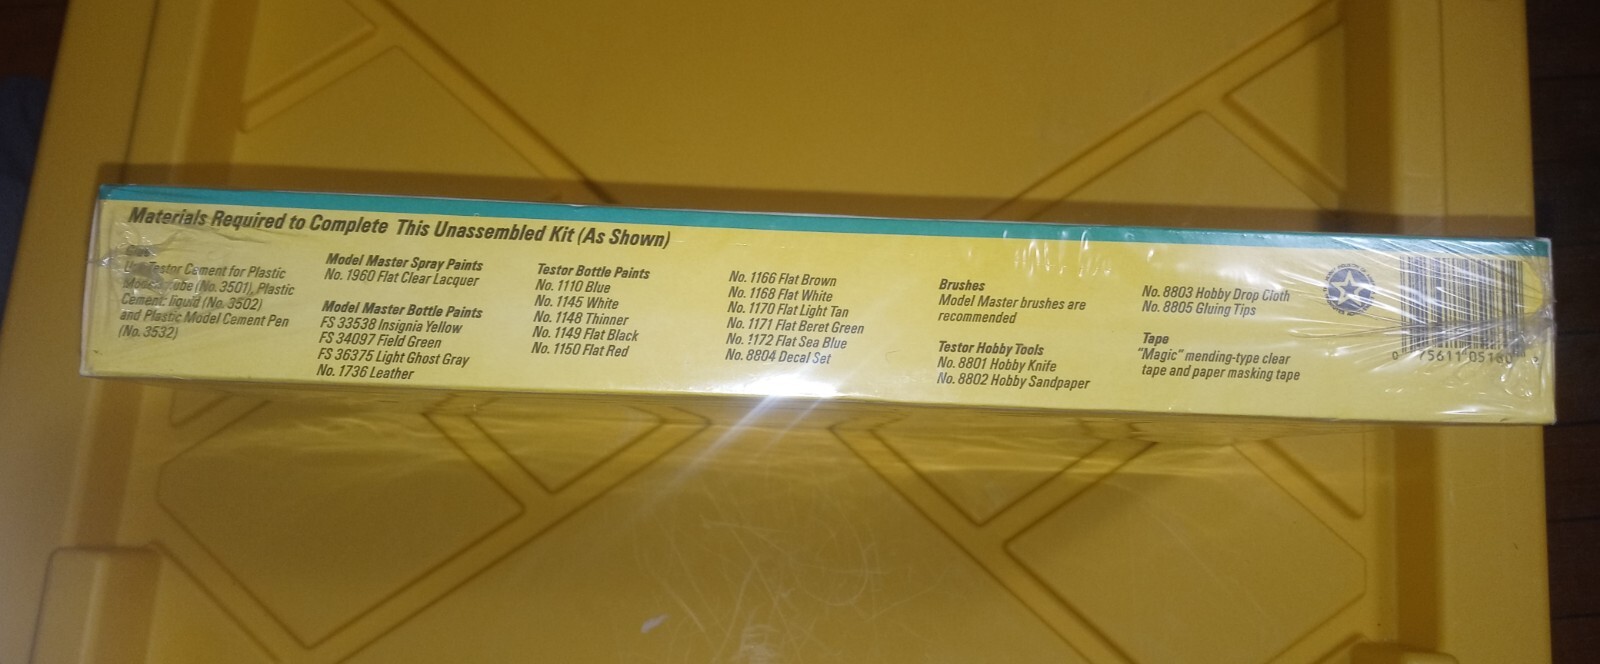 Materials Required to Complete This Unassembled Kit (As Shown)
Glue
Use Testor Cement for Plastic
Models: tube (No. 3501), Plastic
Cement: liquid (No. 3502)
and Plastic Model Cement Pen
(No. 3532)
Model Master Spray Paints
No. 1960 Flat Clear Lacquer
Model Master Bottle Paints
FS 33538 Insignia Yellow
FS 34097 Field Green
FS 36375 Light Ghost Gray
No. 1736 Leather
Testor Bottle Paints
No. 1110 Blue
No. 1145 White
No. 1148 Thinner
No. 1149 Flat Black
No. 1150 Flat Red
No. 1166 Flat Brown
No. 1168 Flat White
No. 1170 Flat Light Tan
No. 1171 Flat Beret Green
No. 1172 Flat Sea Blue
No. 8804 Decal Set
Brushes
Model Master brushes are
recommended
Testor Hobby Tools
No. 8801 Hobby Knife
No. 8802 Hobby Sandpaper
No. 8803 Hobby Drop Cloth
No. 8805 Gluing Tips
Tape
"Magic" mending-type clear
tape and paper masking tape
0 75611 05180